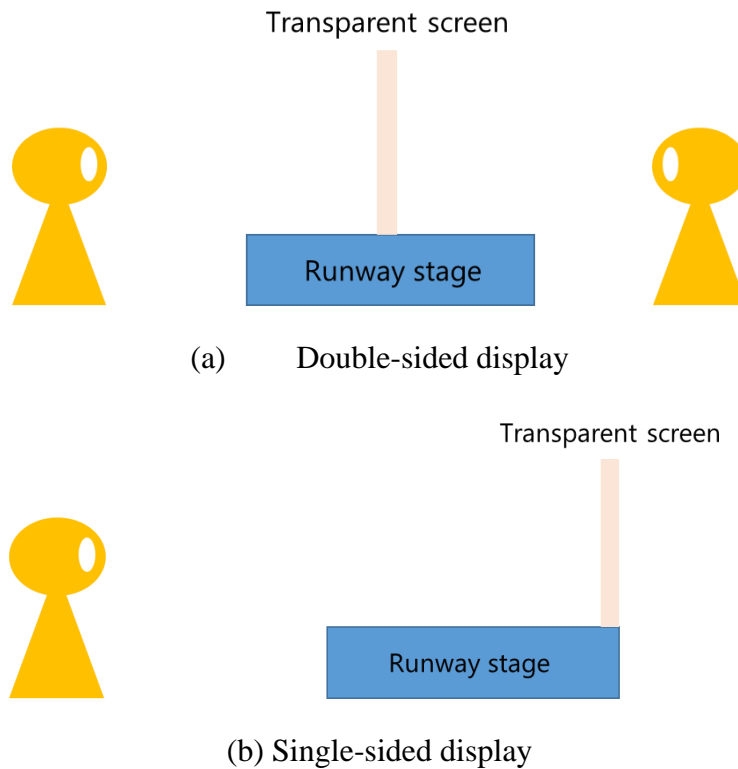 Transparent screen
Runway stage
(a) Double-sided display
Transparent screen
Runway stage
(b) Single-sided display